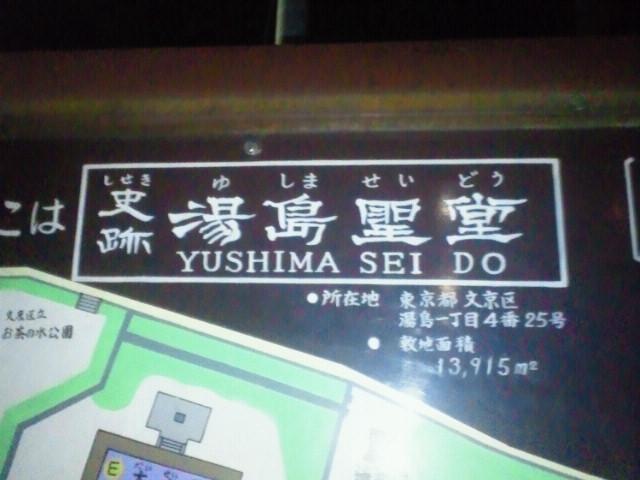 こは
しせき
史跡
ゆ しま せい どう
湯島聖堂
YUSHIMA SEI DO
●所在地 東京都 文京区
湯島一丁目4番25号
● 敷地面積
13,915m²
文京区立
お茶の水公園
E